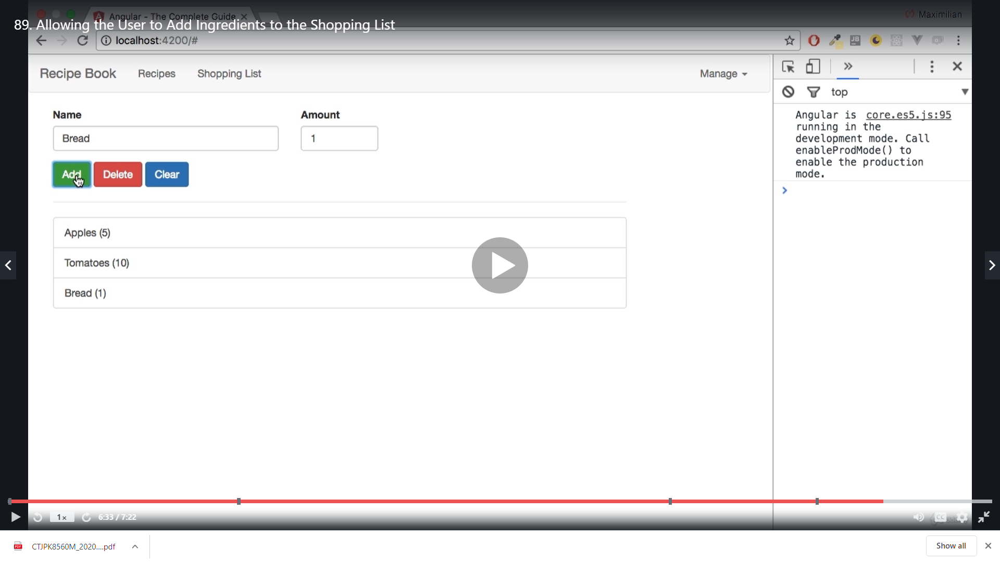 Angular - The Complete Guide
Maximilian
89. Allowing the User to Add Ingredients to the Shopping List
localhost:4200/#
JB
Recipe Book
Recipes
Shopping List
Manage
top
Name
Amount
Bread
1
Add
Delete
Clear
Apples (5)
Tomatoes (10)
Bread (1)
Angular is core.es5.js:95
running in the
development mode. Call
enableProdMode() to
enable the production
mode.
1x
6:33 / 7:22
CC
PDF
CTJPK8560M_2020....pdf
Show all